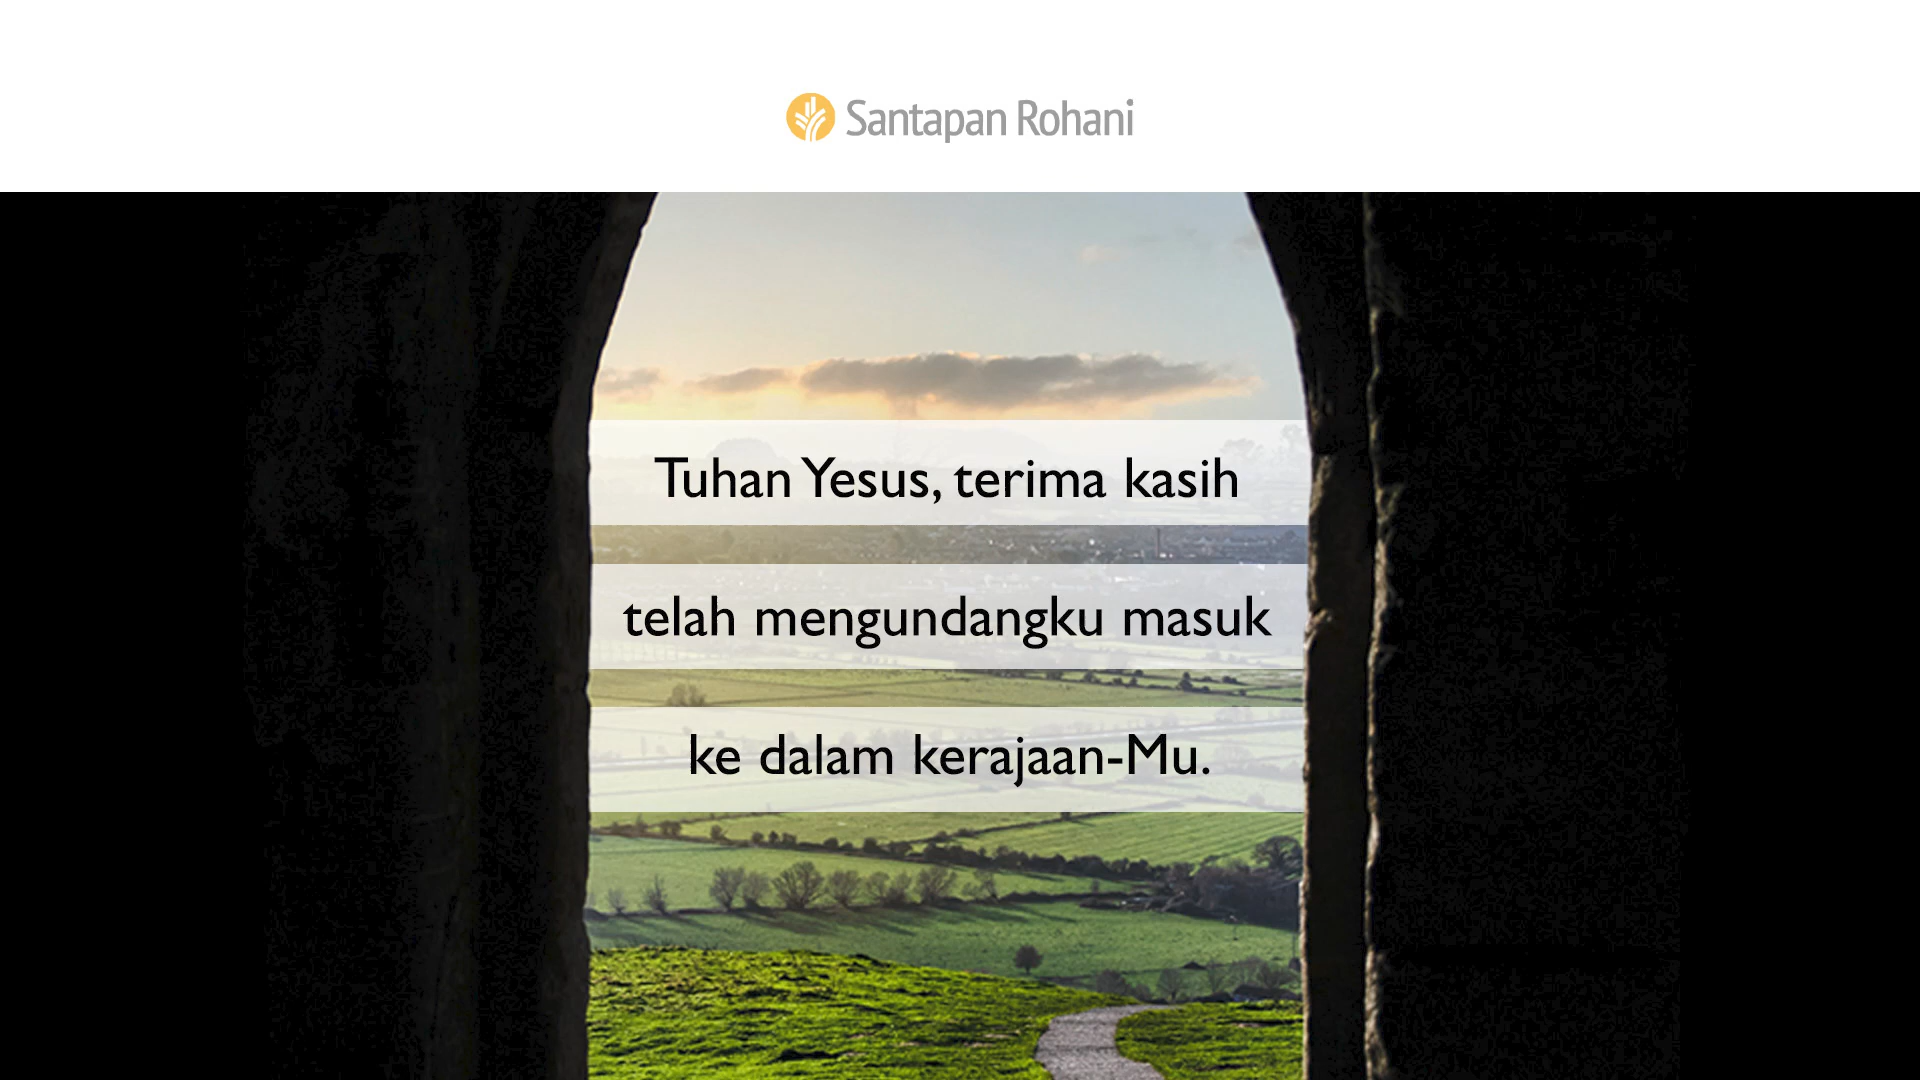 Santapan Rohani
Tuhan Yesus, terima kasih
telah mengundangku masuk
ke dalam kerajaan-Mu.